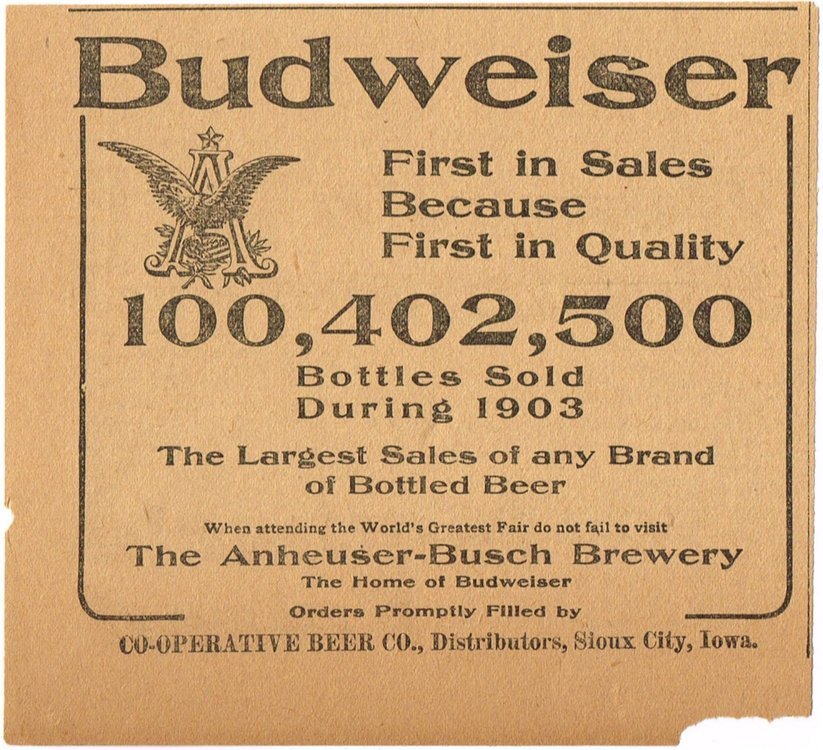 Budweiser
First in Sales
Because
First in Quality
100,402,500
Bottles Sold
During 1903
The Largest Sales of any Brand
of Bottled Beer
When attending the World's Greatest Fair do not fail to visit
The Anheuser-Busch Brewery
The Home of Budweiser
Orders Promptly Filled by
CO-OPERATIVE BEER CO., Distributors, Sioux City, Iowa.